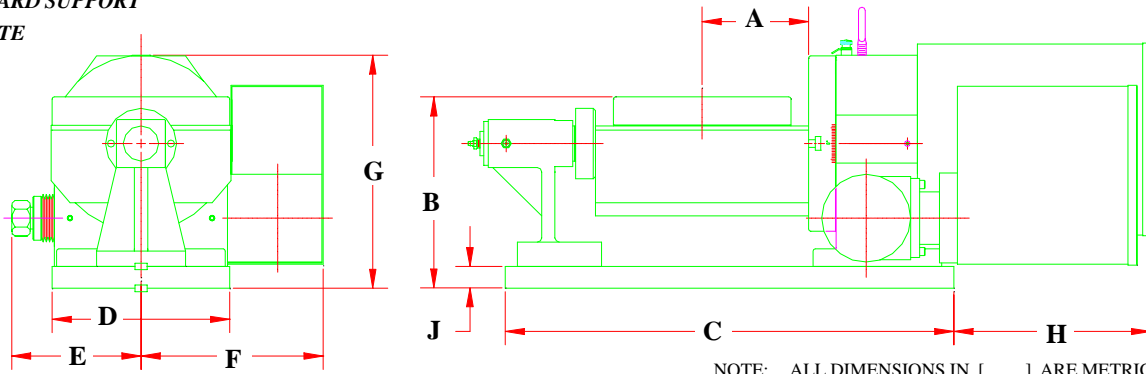 ARD SUPPORT
TE
A
G
B
D
J
C
H
E
F
NOTE: ALL DIMENSIONS IN [ ] ARE METRIC